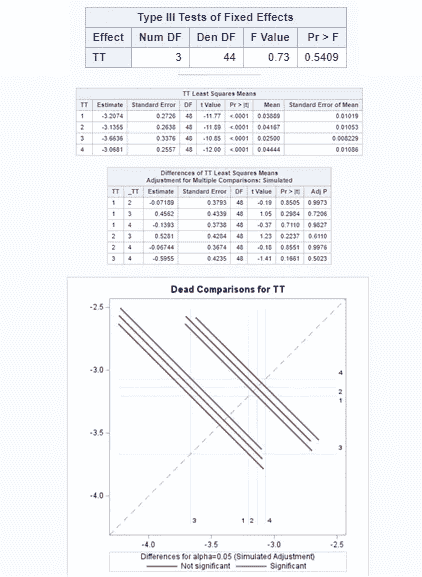 Type III Tests of Fixed Effects
Effect Num DF Den DF F Value Pr > F
TT 3 44 0.73 0.5409
TT Least Squares Means
TT Estimate Standard Error DF t Value Pr > |t| Mean Standard Error of Mean
1 -3.2074 0.2726 48 -11.77 <.0001 0.03889 0.01019
2 -3.1355 0.2638 48 -11.89 <.0001 0.04167 0.01053
3 -3.6636 0.3376 48 -10.85 <.0001 0.02500 0.008229
4 -3.0681 0.2557 48 -12.00 <.0001 0.04444 0.01086
Differences of TT Least Squares Means
Adjustment for Multiple Comparisons: Simulated
TT _TT Estimate Standard Error DF t Value Pr > |t| Adj P
1 2 -0.07189 0.3793 48 -0.19 0.8505 0.9973
1 3 0.4562 0.4339 48 1.05 0.2984 0.7206
1 4 -0.1393 0.3738 48 -0.37 0.7110 0.9827
2 3 0.5281 0.4284 48 1.23 0.2237 0.6110
2 4 -0.06744 0.3674 48 -0.18 0.8551 0.9976
3 4 -0.5955 0.4235 48 -1.41 0.1661 0.5023
Dead Comparisons for TT
-2.5
-3.0
-3.5
-4.0
4
2
1
3
3 1 2 4
-4.0 -3.5 -3.0 -2.5
Differences for alpha=0.05 (Simulated Adjustment)
Not significant Significant